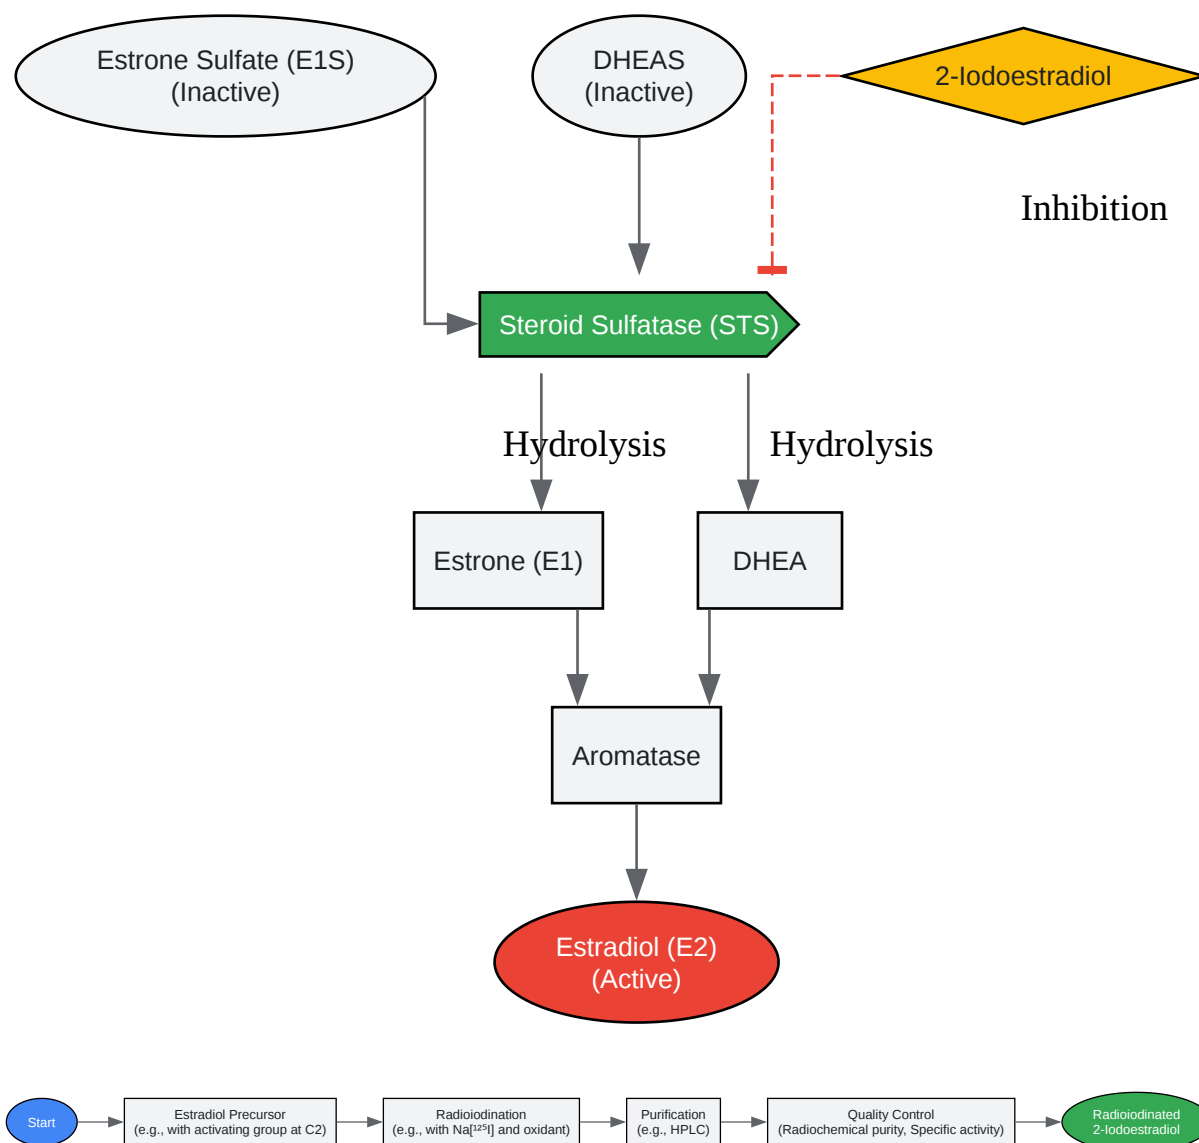 Estrone Sulfate (E1S)
(Inactive)
DHEAS
(Inactive)
2-Iodoestradiol
Inhibition
Steroid Sulfatase (STS)
Hydrolysis
Hydrolysis
Estrone (E1)
DHEA
Aromatase
Estradiol (E2)
(Active)
Start
Estradiol Precursor
(e.g., with activating group at C2)
Radioiodination
(e.g., with Na[¹²⁵I] and oxidant)
Purification
(e.g., HPLC)
Quality Control
(Radiochemical purity, Specific activity)
Radioiodinated
2-Iodoestradiol